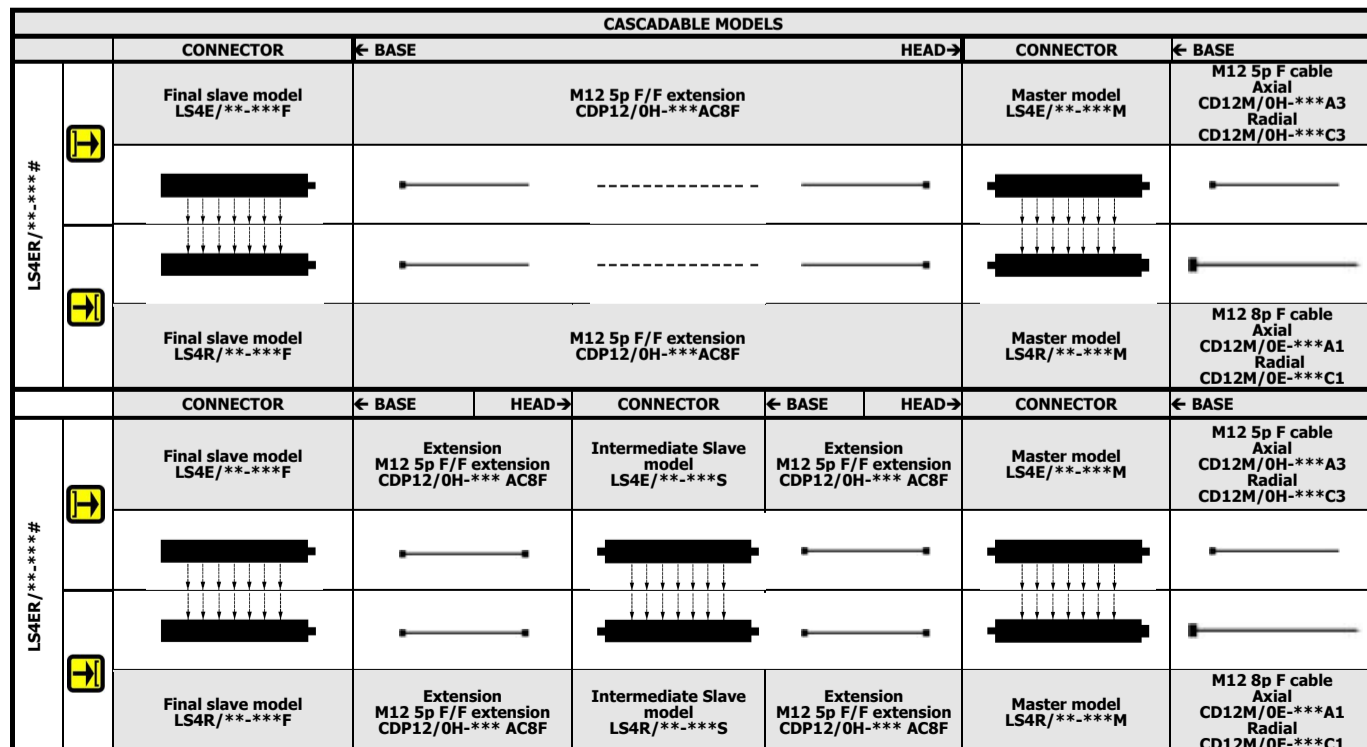 CASCADABLE MODELS
CONNECTOR
← BASE
HEAD→
CONNECTOR
← BASE
LS4ER/**-***#
Final slave model
LS4E/**-***F
M12 5p F/F extension
CDP12/0H-***AC8F
Master model
LS4E/**-***M
M12 5p F cable
Axial
CD12M/0H-***A3
Radial
CD12M/0H-***C3
Final slave model
LS4R/**-***F
M12 5p F/F extension
CDP12/0H-***AC8F
Master model
LS4R/**-***M
M12 8p F cable
Axial
CD12M/0E-***A1
Radial
CD12M/0E-***C1
CONNECTOR
← BASE
HEAD→
CONNECTOR
← BASE
HEAD→
CONNECTOR
← BASE
LS4ER/**-***#
Final slave model
LS4E/**-***F
Extension
M12 5p F/F extension
CDP12/0H-*** AC8F
Intermediate Slave
model
LS4E/**-***S
Extension
M12 5p F/F extension
CDP12/0H-*** AC8F
Master model
LS4E/**-***M
M12 5p F cable
Axial
CD12M/0H-***A3
Radial
CD12M/0H-***C3
Final slave model
LS4R/**-***F
Extension
M12 5p F/F extension
CDP12/0H-*** AC8F
Intermediate Slave
model
LS4R/**-***S
Extension
M12 5p F/F extension
CDP12/0H-*** AC8F
Master model
LS4R/**-***M
M12 8p F cable
Axial
CD12M/0E-***A1
Radial
CD12M/0E-***C1